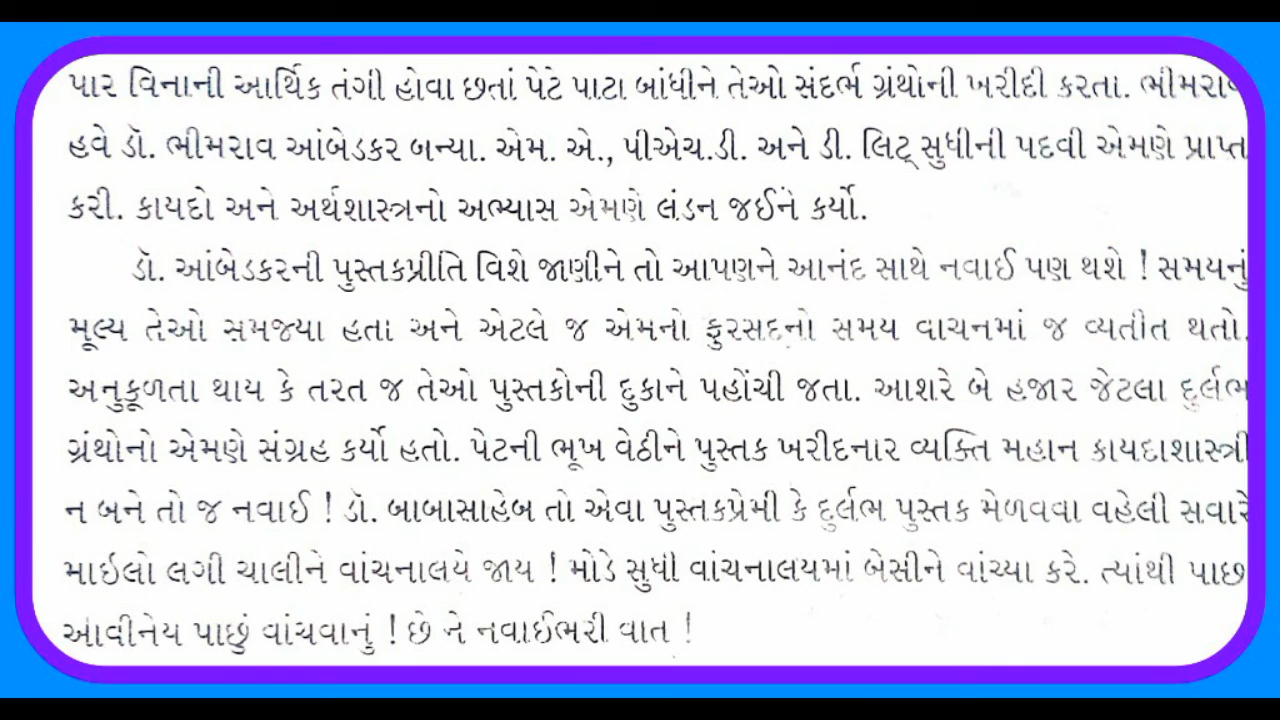 પાર વિનાની આર્થિક તંગી હોવા છતાં પેટે પાટા બાંધીને તેઓ સંદર્ભ ગ્રંથોની ખરીદી કરતા. ભીમરાવ
હવે ડૉ. ભીમરાવ આંબેડકર બન્યા. એમ. એ., પીએચ.ડી. અને ડી. લિટ્ સુધીની પદવી એમણે પ્રાપ્ત
કરી. કાયદો અને અર્થશાસ્ત્રનો અભ્યાસ એમણે લંડન જઈને કર્યો.
ડૉ. આંબેડકરની પુસ્તકપ્રીતિ વિશે જાણીને તો આપણને આનંદ સાથે નવાઈ પણ થશે ! સમયનું
મૂલ્ય તેઓ સમજ્યા હતા અને એટલે જ એમનો ફુરસદનો સમય વાચનમાં જ વ્યતીત થતો.
અનુકૂળતા થાય કે તરત જ તેઓ પુસ્તકોની દુકાને પહોંચી જતા. આશરે બે હજાર જેટલા દુર્લભ
ગ્રંથોનો એમણે સંગ્રહ કર્યો હતો. પેટની ભૂખ વેઠીને પુસ્તક ખરીદનાર વ્યક્તિ મહાન કાયદાશાસ્ત્રી
ન બને તો જ નવાઈ ! ડૉ. બાબાસાહેબ તો એવા પુસ્તકપ્રેમી કે દુર્લભ પુસ્તક મેળવવા વહેલી સવારે
માઇલો લગી ચાલીને વાંચનાલયે જાય ! મોડે સુધી વાંચનાલયમાં બેસીને વાંચ્યા કરે. ત્યાંથી પાછા
આવીનેય પાછું વાંચવાનું ! છે ને નવાઈભરી વાત !